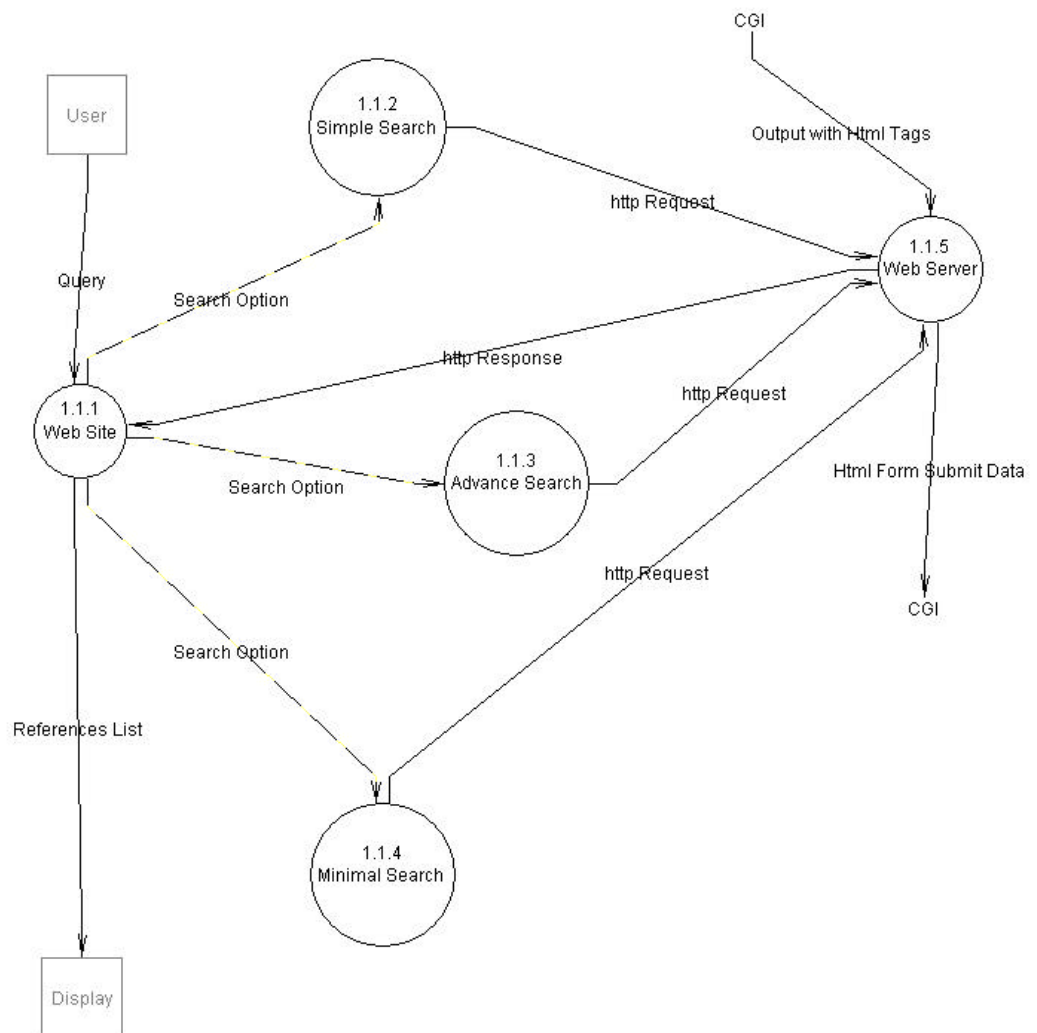 CGI
User
1.1.2
Simple Search
Output with Html Tags
http Request
1.1.5
Web Server
Query
Search Option
http Response
http Request
1.1.1
Web Site
1.1.3
Advance Search
Search Option
Html Form Submit Data
http Request
CGI
Search Option
References List
1.1.4
Minimal Search
Display